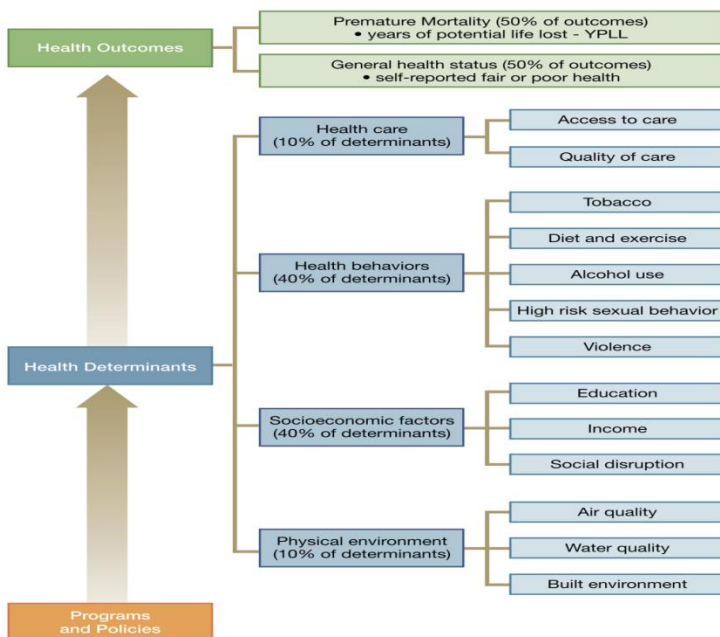 Health Outcomes
Premature Mortality (50% of outcomes)
• years of potential life lost - YPLL
General health status (50% of outcomes)
• self-reported fair or poor health
Health Determinants
Health care
(10% of determinants)
Access to care
Quality of care
Health behaviors
(40% of determinants)
Tobacco
Diet and exercise
Alcohol use
High risk sexual behavior
Violence
Socioeconomic factors
(40% of determinants)
Education
Income
Social disruption
Physical environment
(10% of determinants)
Air quality
Water quality
Built environment
Programs
and Policies